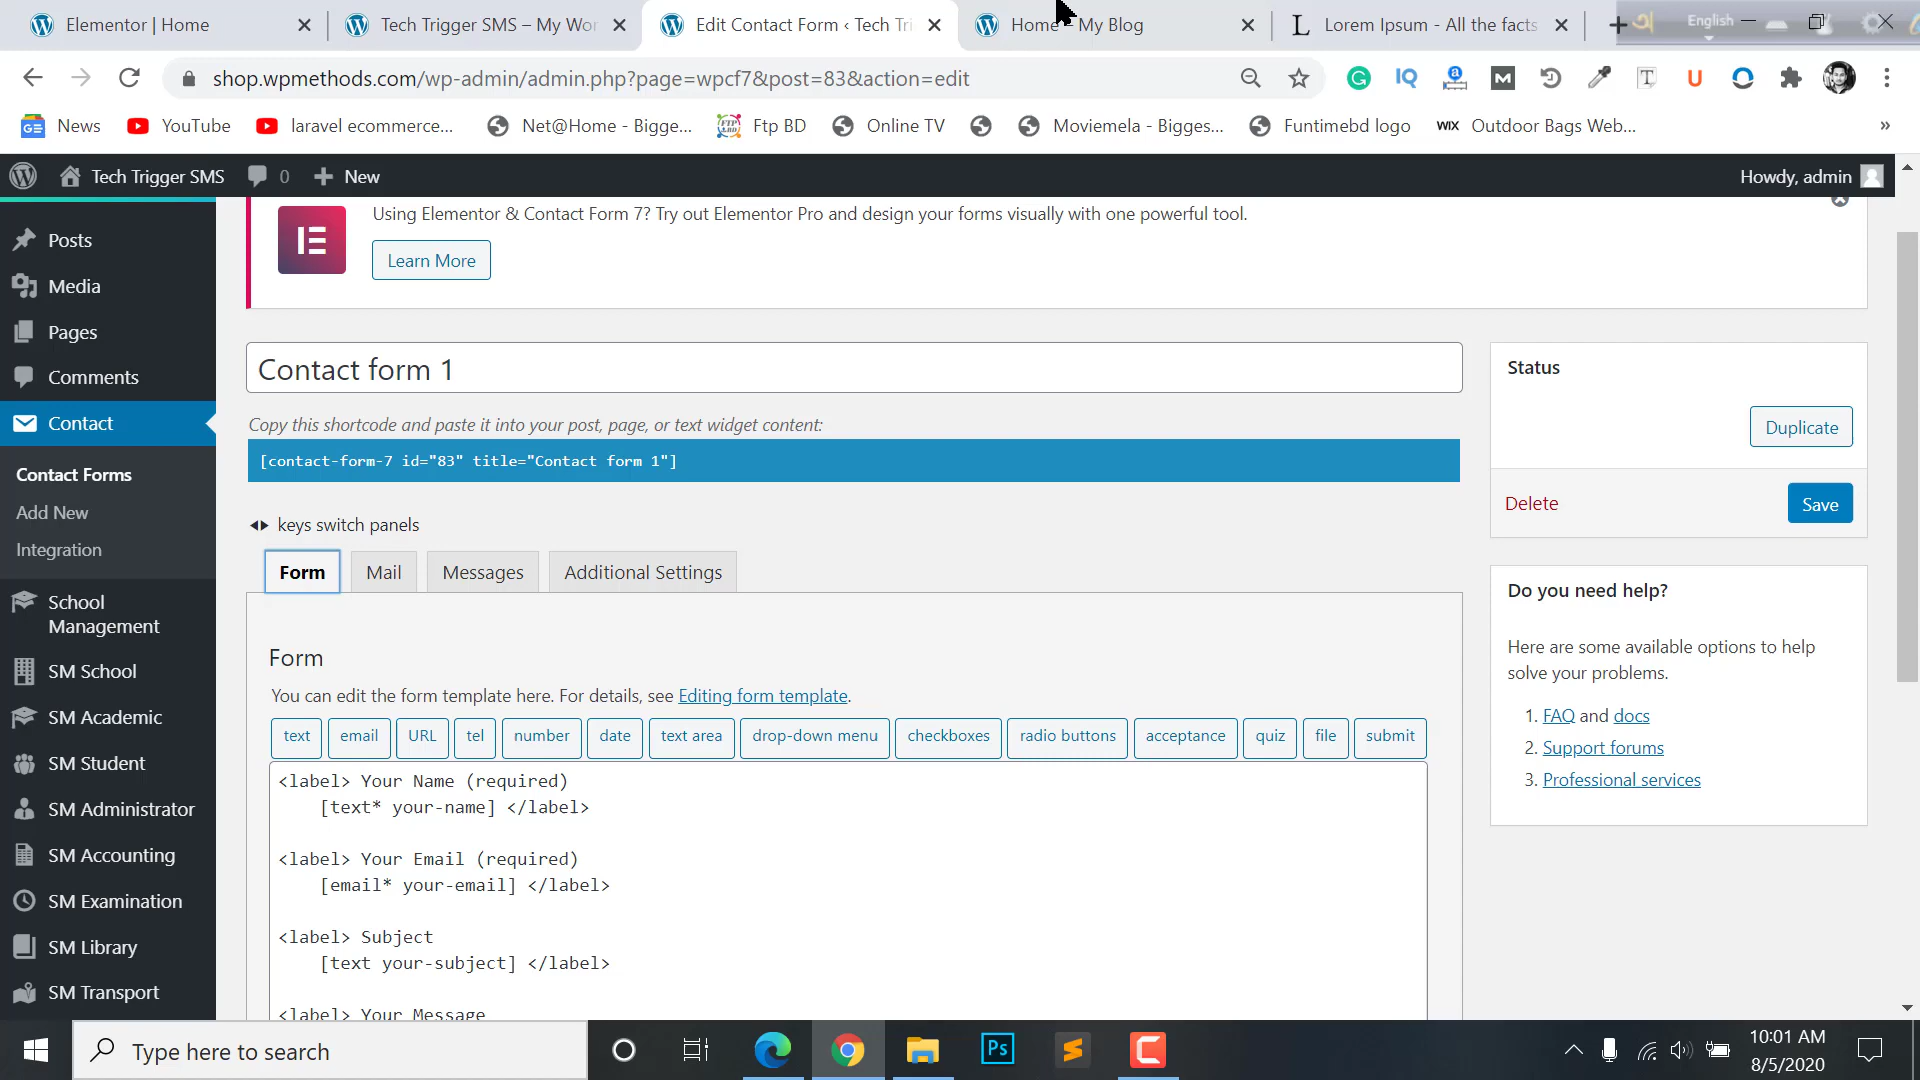 Elementor | Home
Tech Trigger SMS – My Wor
Edit Contact Form ‹ Tech Tri
Home – My Blog
Lorem Ipsum - All the facts
English
shop.wpmethods.com/wp-admin/admin.php?page=wpcf7&post=83&action=edit
News
YouTube
laravel ecommerce...
Net@Home - Bigge...
Ftp BD
Online TV
Moviemela - Bigges...
Funtimebd logo
WIX
Outdoor Bags Web...
»
Tech Trigger SMS
0
New
Howdy, admin
Posts
Media
Pages
Comments
Contact
Contact Forms
Add New
Integration
School
Management
SM School
SM Academic
SM Student
SM Administrator
SM Accounting
SM Examination
SM Library
SM Transport
Using Elementor & Contact Form 7? Try out Elementor Pro and design your forms visually with one powerful tool.
Learn More
Contact form 1
Copy this shortcode and paste it into your post, page, or text widget content:
[contact-form-7 id="83" title="Contact form 1"]
keys switch panels
Form
Mail
Messages
Additional Settings
Form
You can edit the form template here. For details, see Editing form template.
text
email
URL
tel
number
date
text area
drop-down menu
checkboxes
radio buttons
acceptance
quiz
file
submit
<label> Your Name (required)
[text* your-name] </label>
<label> Your Email (required)
[email* your-email] </label>
<label> Subject
[text your-subject] </label>
<label> Your Message
Status
Duplicate
Delete
Save
Do you need help?
Here are some available options to help
solve your problems.
1. FAQ and docs
2. Support forums
3. Professional services
Type here to search
Ps
10:01 AM
8/5/2020